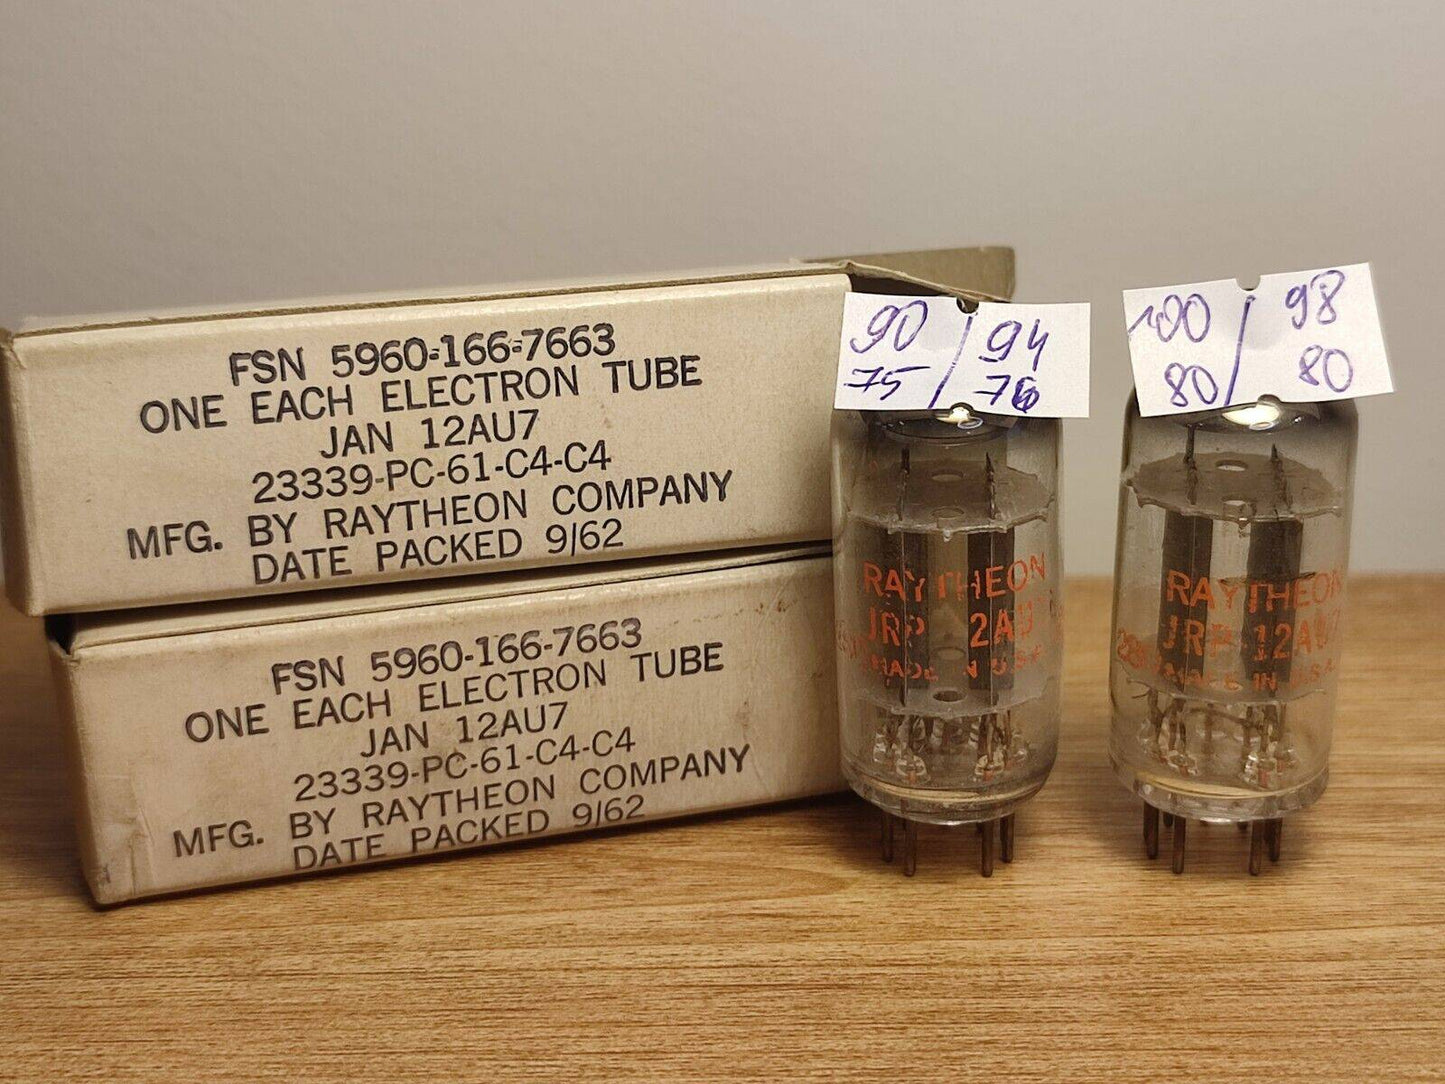 FSN 5960-166-7663
ONE EACH ELECTRON TUBE
JAN 12AU7
23339-PC-61-C4-C4
MFG. BY RAYTHEON COMPANY
DATE PACKED 9/62
FSN 5960-166-7663
ONE EACH ELECTRON TUBE
JAN 12AU7
23339-PC-61-C4-C4
MFG. BY RAYTHEON COMPANY
DATE PACKED 9/62
90 / 94
75 / 76
RAYTHEON
JRP 2AU
MADE IN U.S.A
100 / 98
80 / 80
RAYTHEON
JRP-12AU7
MADE IN U.S.A